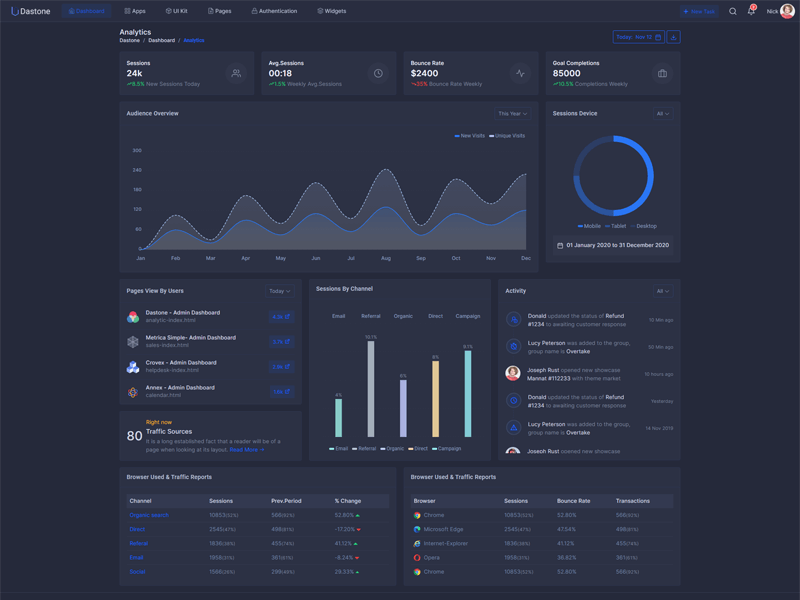 Dastone
Dashboard
Apps
UI Kit
Pages
Authentication
Widgets
+ New Task
Nick
Analytics
Dastone / Dashboard / Analytics
Today: Nov 12
Sessions
24k
8.5% New Sessions Today
Avg.Sessions
00:18
1.5% Weekly Avg.Sessions
Bounce Rate
$2400
Bounce Rate Weekly
Goal Completions
85000
10.5% Completions Weekly
Audience Overview
This Year
New Visits
Unique Visits
300
240
180
120
60
0
Jan Feb Mar Apr May Jun Jul Aug Sep Oct Nov Dec
Sessions Device
All
Mobile
Tablet
Desktop
01 January 2020 to 31 December 2020
Pages View By Users
Today
Dastone - Admin Dashboard
analytic-index.html
Metrica Simple- Admin Dashboard
sales-index.html
Crovex - Admin Dashboard
helpdesk-index.html
Annex - Admin Dashboard
calendar.html
80
Right now
Traffic Sources
It is a long established fact that a reader will be of a
page when looking at its layout. Read More
Sessions By Channel
Email Referral Organic Direct Campaign
4%
10.1%
6%
8%
9.1%
Email Referral Organic Direct Campaign
Activity
All
Donald updated the status of Refund
#1234 to awaiting customer response
10 Min ago
Lucy Peterson was added to the group,
group name is Overtake
50 Min ago
Joseph Rust opened new showcase
Mannat #112233 with theme market
10 hours ago
Donald updated the status of Refund
#1234 to awaiting customer response
Yesterday
Lucy Peterson was added to the group,
group name is Overtake
14 Nov 2019
Joseph Rust opened new showcase
Browser Used & Traffic Reports
Channel Sessions Prev.Period % Change
Organic search 10853(52%) 566(92%) 52.80%
Direct 2545(47%) 498(81%) -17.20%
Referral 1836(38%) 455(74%) 41.12%
Email 1958(31%) 361(61%) -8.24%
Social 1566(26%) 299(49%) 29.33%
Browser Used & Traffic Reports
Browser Sessions Bounce Rate Transactions
Chrome 10853(52%) 52.80% 566(92%)
Microsoft Edge 2545(47%) 47.54% 498(81%)
Internet-Explorer 1836(38%) 41.12% 455(74%)
Opera 1958(31%) 36.82% 361(61%)
Chrome 10853(52%) 52.80% 566(92%)